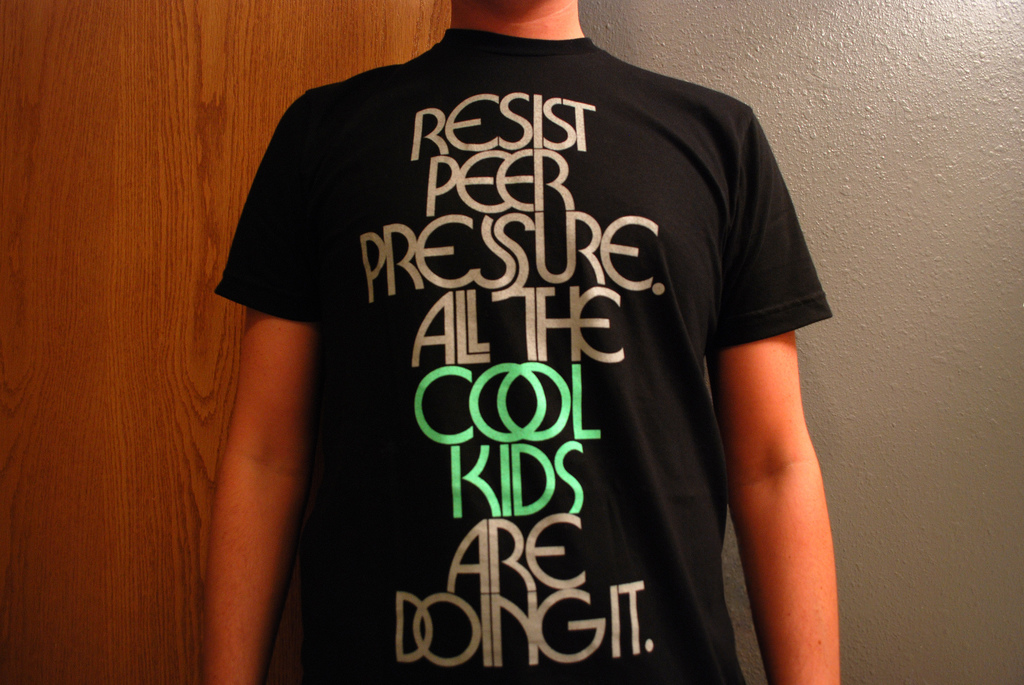 RESIST
PEER
PRESSURE.
ALL THE
COOL
KIDS
ARE
DOING IT.